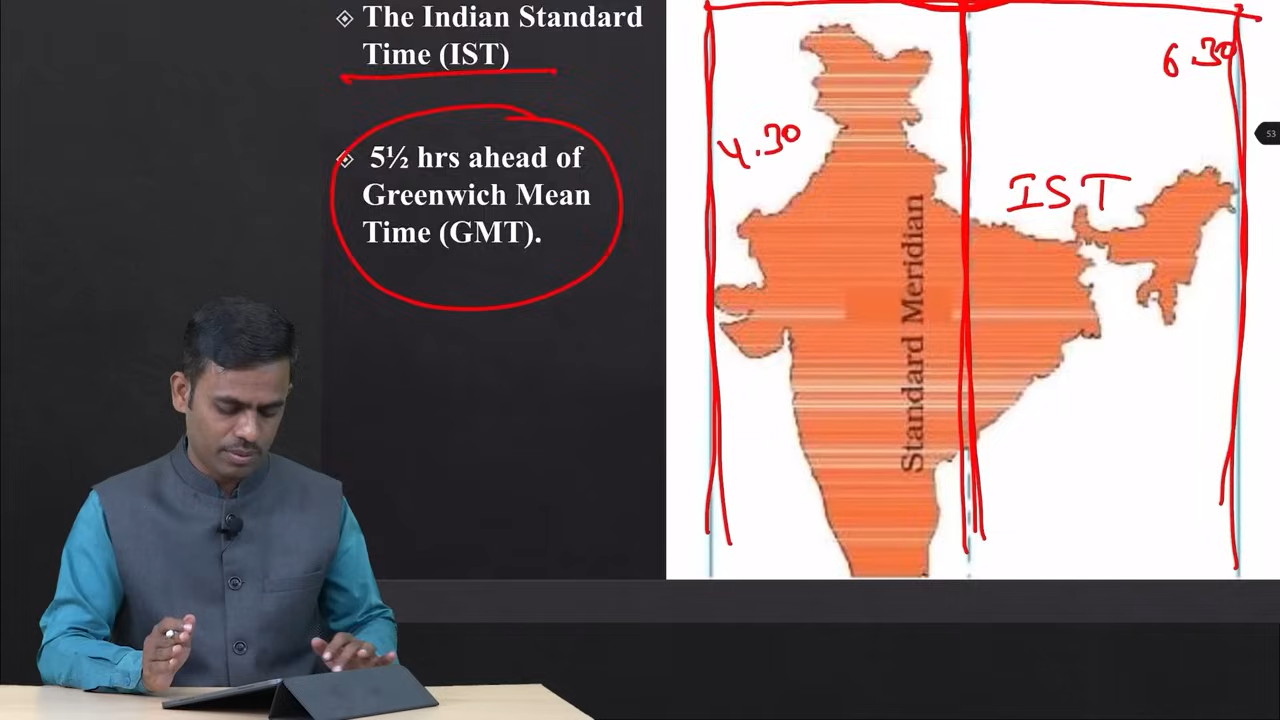 The Indian Standard
Time (IST)
5½ hrs ahead of
Greenwich Mean
Time (GMT).
4.30
6.30
IST
Standard Meridian
53